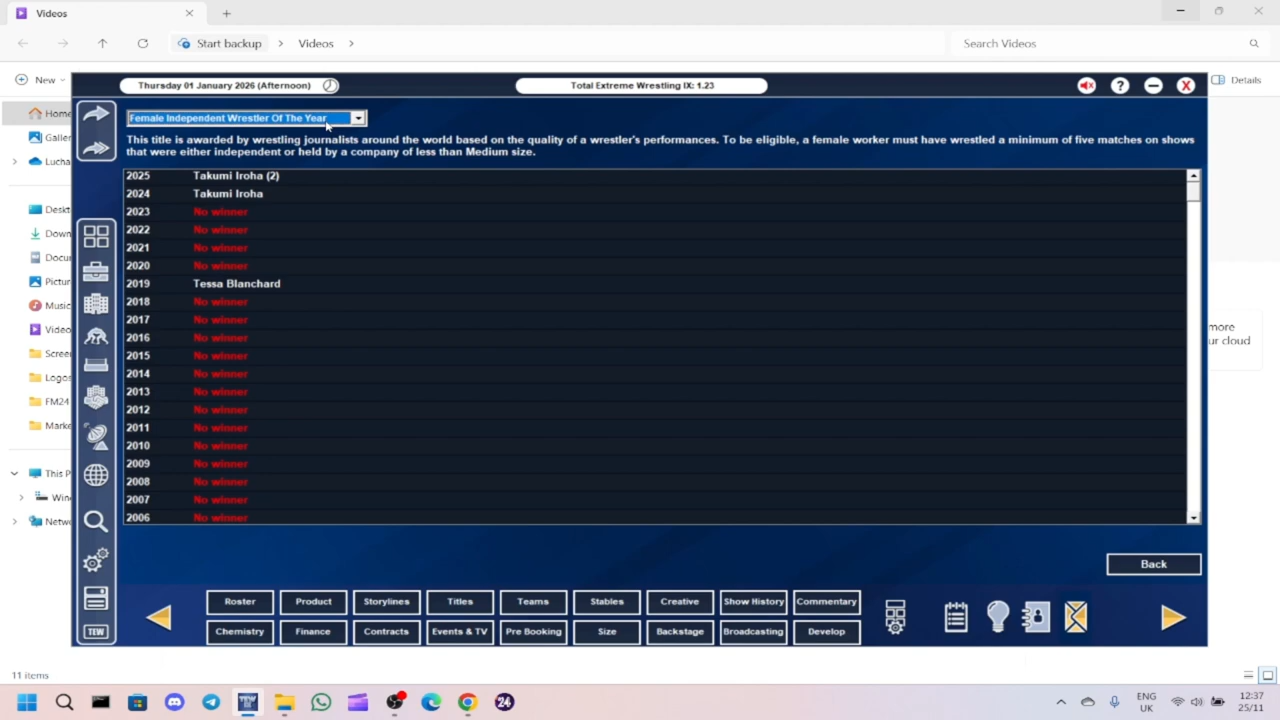 Videos
Start backup
Videos
Search Videos
New
Details
Thursday 01 January 2026 (Afternoon)
Total Extreme Wrestling IX: 1.23
Home
Female Independent Wrestler Of The Year
This title is awarded by wrestling journalists around the world based on the quality of a wrestler's performances. To be eligible, a female worker must have wrestled a minimum of five matches on shows
that were either independent or held by a company of less than Medium size.
2025 Takumi Iroha (2)
2024 Takumi Iroha
2023 No winner
2022 No winner
2021 No winner
2020 No winner
2019 Tessa Blanchard
2018 No winner
2017 No winner
2016 No winner
2015 No winner
2014 No winner
2013 No winner
2012 No winner
2011 No winner
2010 No winner
2009 No winner
2008 No winner
2007 No winner
2006 No winner
Galler
Lucha
Deskt
Down
Docu
Pictur
Music
Video
Scree
Logos
FM24
Marke
This P
Wind
Netwo
more
ur cloud
Back
Roster Product Storylines Titles Teams Stables Creative Show History Commentary
Chemistry Finance Contracts Events & TV Pre Booking Size Backstage Broadcasting Develop
TEW
11 items
TEW
24
ENG
UK
12:37
25/11